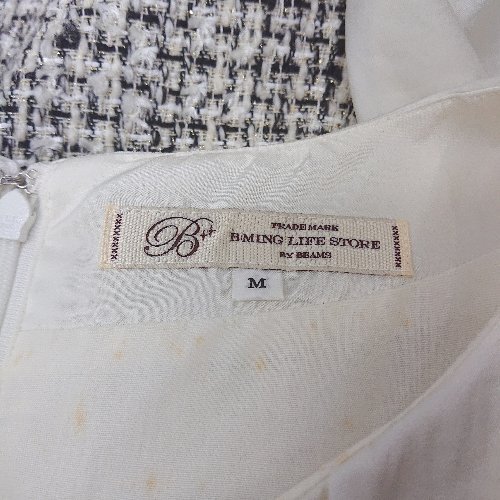 B++
TRADE MARK
B:MING LIFE STORE
BY BEAMS
M